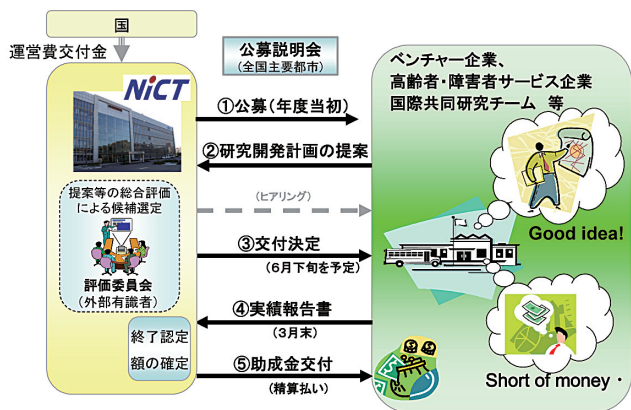 国
運営費交付金
NiCT
公募説明会
(全国主要都市)
ベンチャー企業、
高齢者・障害者サービス企業
国際共同研究チーム 等
①公募(年度当初)
②研究開発計画の提案
提案等の総合評価
による候補選定
(ヒアリング)
評価委員会
(外部有識者)
③交付決定
(6月下旬を予定)
Good idea!
④実績報告書
(3月末)
終了認定
額の確定
⑤助成金交付
(精算払い)
Short of money・